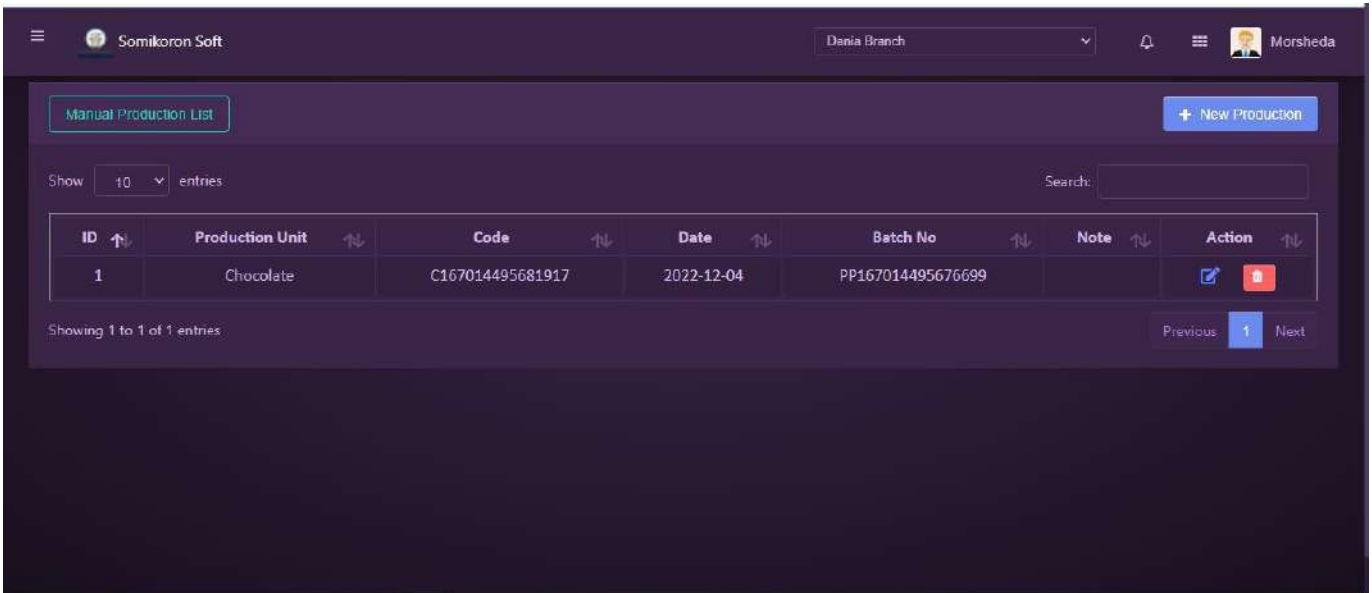 Somikoron Soft Dania Branch Morsheda
Manual Production List + New Production
Show 10 entries Search:
ID Production Unit Code Date Batch No Note Action
1 Chocolate C167014495681917 2022-12-04 PP167014495676699
Showing 1 to 1 of 1 entries Previous 1 Next